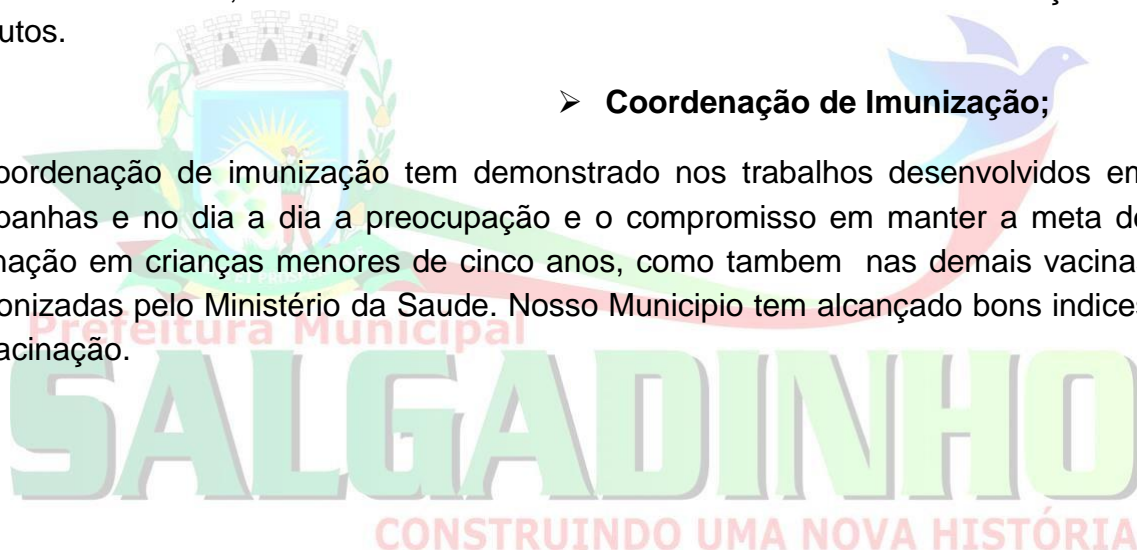 utos.
➢ Coordenação de Imunização;
oordenação de imunização tem demonstrado nos trabalhos desenvolvidos em
panhas e no dia a dia a preocupação e o compromisso em manter a meta de
nação em crianças menores de cinco anos, como tambem nas demais vacina
onizadas pelo Ministério da Saude. Nosso Municipio tem alcançado bons indices
acinação.
Prefeitura Municipal
SALGADINHO
CONSTRUINDO UMA NOVA HISTÓRIA